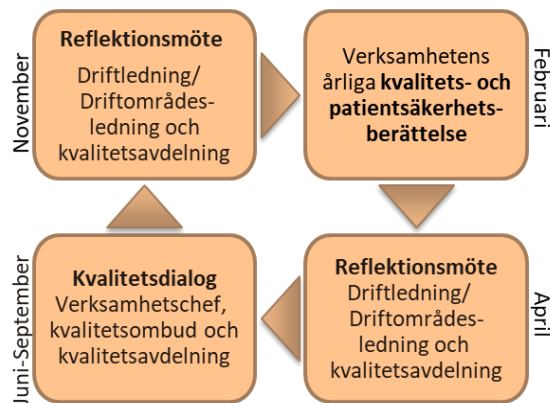 November
Reflektionsmöte
Driftledning/
Driftområdes-
ledning och
kvalitetsavdelning
Verksamhetens
årliga kvalitets- och
patientsäkerhets-
berättelse
Februari
Juni-September
Kvalitetsdialog
Verksamhetschef,
kvalitetsombud och
kvalitetsavdelning
Reflektionsmöte
Driftledning/
Driftområdes-
ledning och
kvalitetsavdelning
April